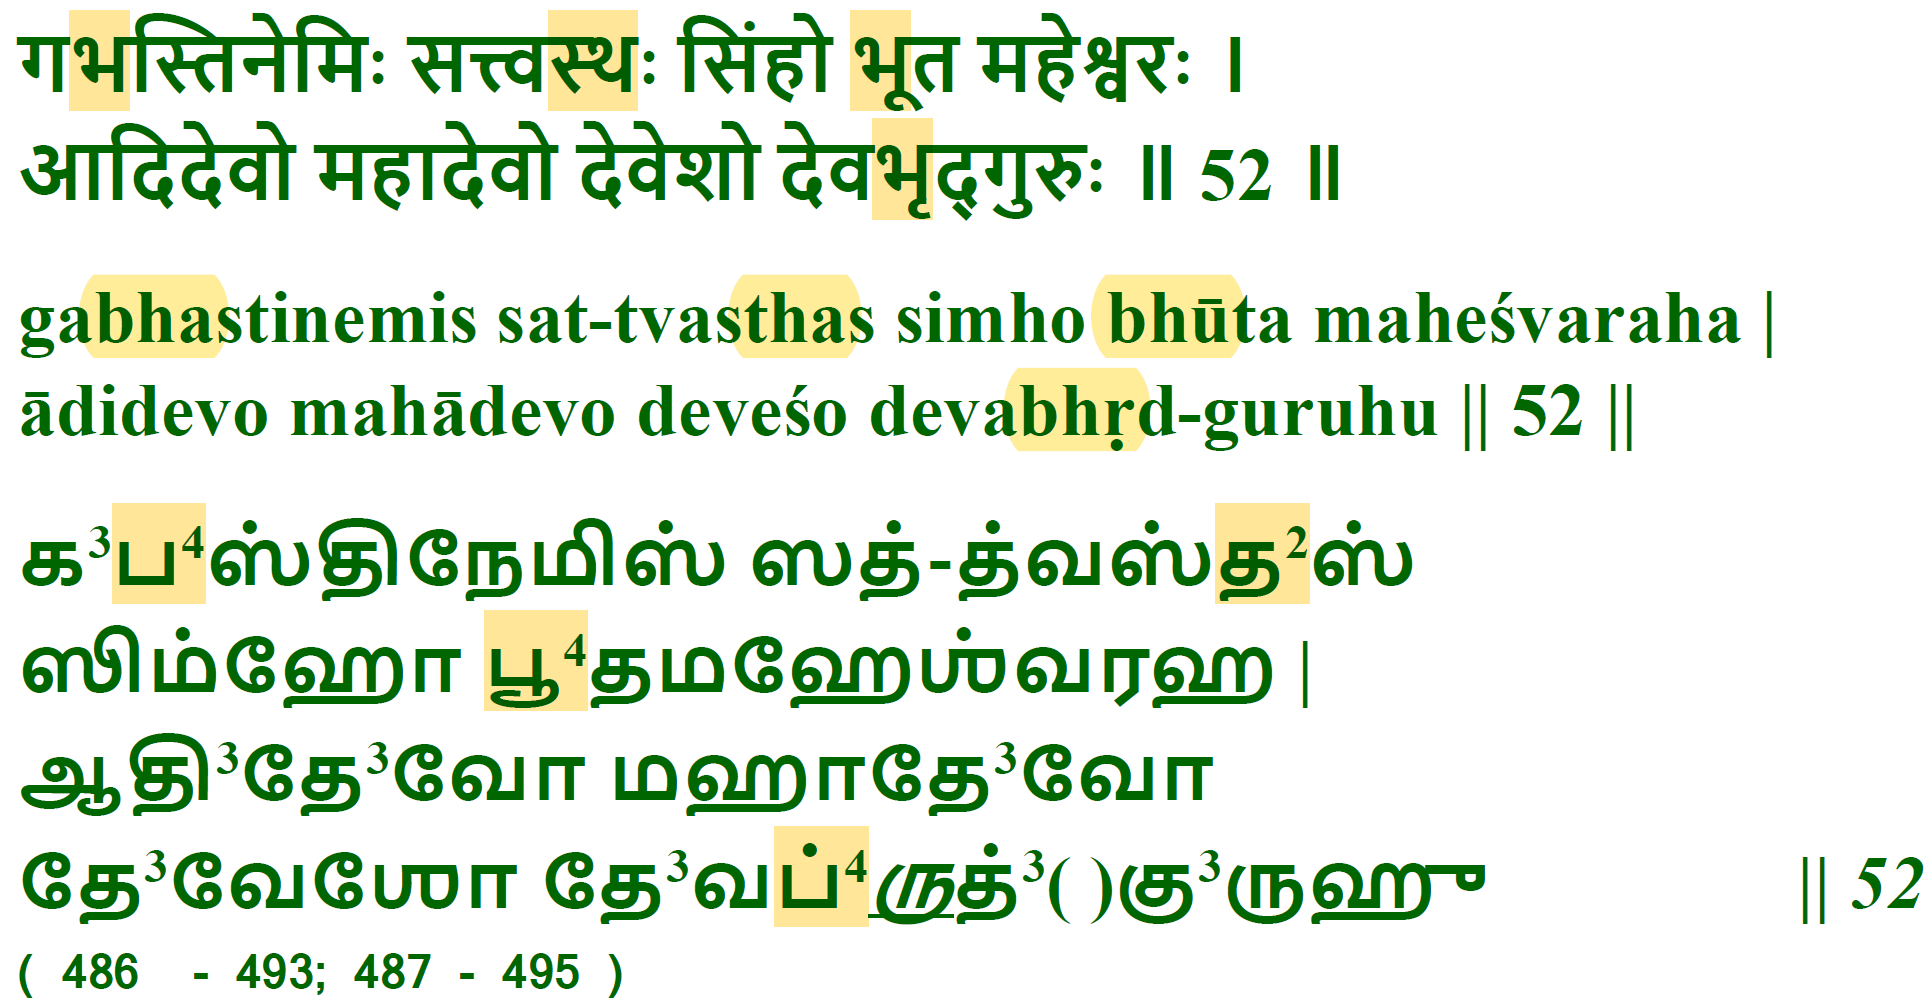 गभस्तिनेमिः सत्त्वस्थः सिंहो भूत महेश्वरः ।
आदिदेवो महादेवो देवेशो देवभृद्‌गुरुः ॥ 52 ॥
gabhastinemis sat-tvasthas simho bhūta maheśvaraha |
ādidevo mahādevo deveśo devabhṛd-guruhu || 52 ||
க³ப⁴ஸ்திநேமிஸ் ஸத்-த்வஸ்த²ஸ்
ஸிம்ஹோ பூ⁴தமஹேஶ்வரஹ |
ஆதி³தே³வோ மஹாதே³வோ
தே³வேஶோ தே³வப்⁴ருத்³( )கு³ருஹு || 52
( 486 - 493; 487 - 495 )